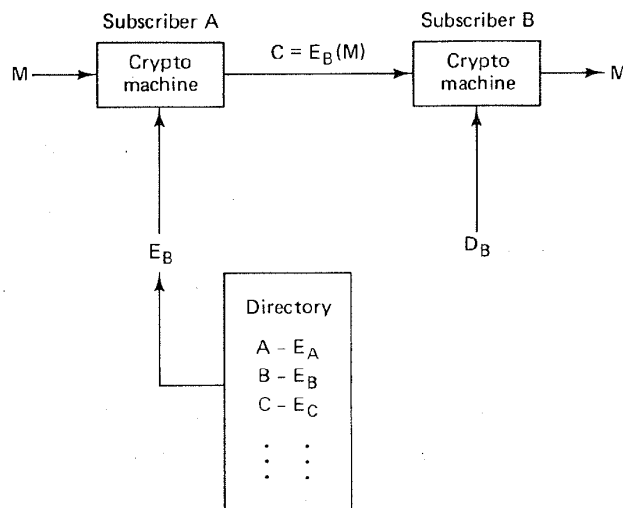 Subscriber A
Subscriber B
M
Crypto machine
C = E_B(M)
Crypto machine
M
E_B
D_B
Directory
A – E_A
B – E_B
C – E_C